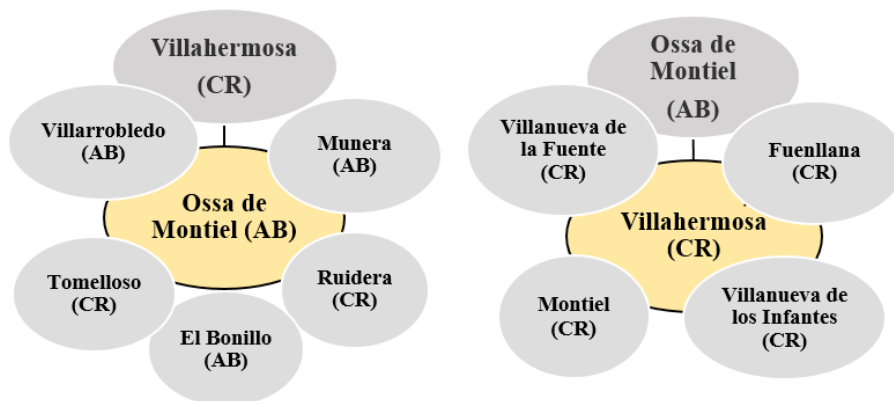 Villahermosa
(CR)
Villarrobledo
(AB)
Munera
(AB)
Ossa de
Montiel (AB)
Tomelloso
(CR)
Ruidera
(CR)
El Bonillo
(AB)
Ossa de
Montiel
(AB)
Villanueva de
la Fuente
(CR)
Fuenllana
(CR)
Villahermosa
(CR)
Montiel
(CR)
Villanueva de
los Infantes
(CR)